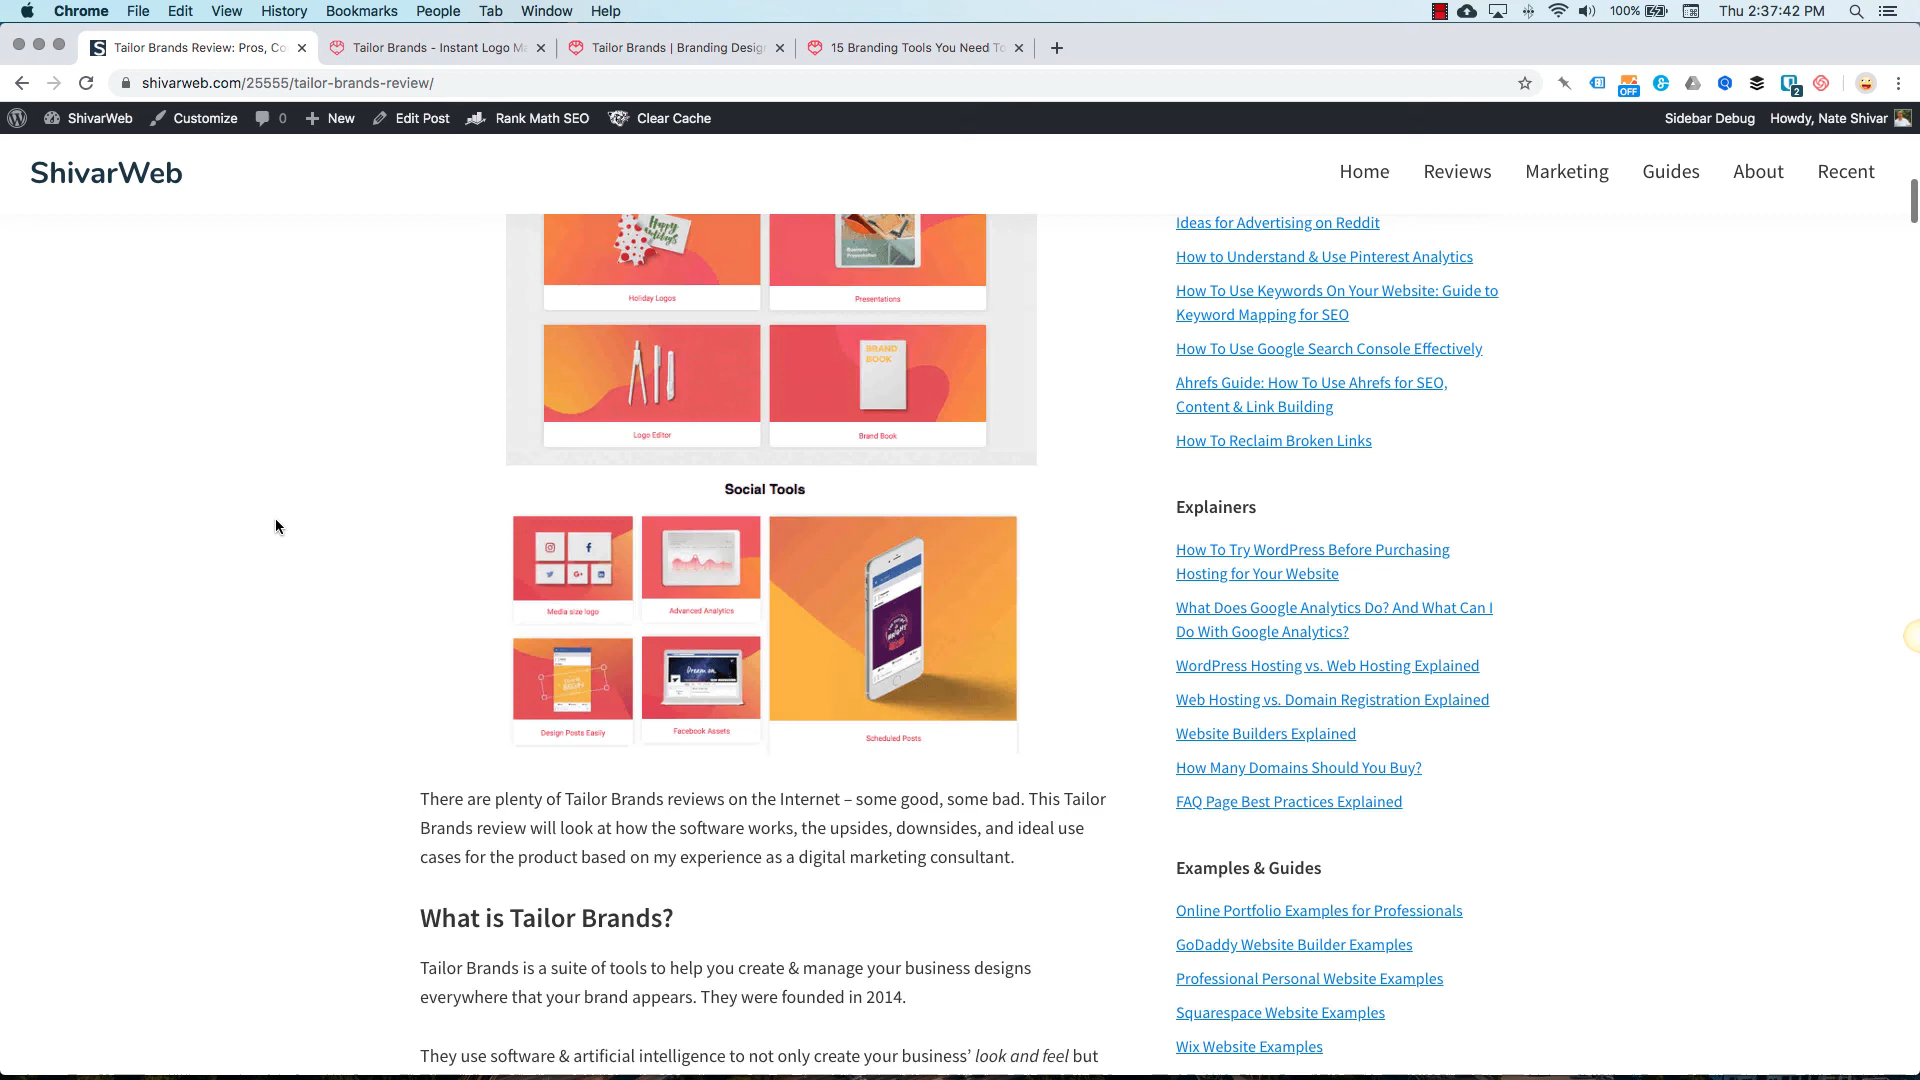 Chrome File Edit View History Bookmarks People Tab Window Help
100% Thu 2:37:42 PM
Tailor Brands Review: Pros, Co
Tailor Brands - Instant Logo Ma
Tailor Brands | Branding Design
15 Branding Tools You Need To
shivarweb.com/25555/tailor-brands-review/
OFF
2
ShivarWeb Customize 0 New Edit Post Rank Math SEO Clear Cache
Sidebar Debug Howdy, Nate Shivar
ShivarWeb
Home Reviews Marketing Guides About Recent
Happy
Holidays
Business
Presentation
Holiday Logos
Presentations
BRAND
BOOK
Logo Editor
Brand Book
Social Tools
Media size logo
Advanced Analytics
Dream on
Design Posts Easily
Facebook Assets
Scheduled Posts
There are plenty of Tailor Brands reviews on the Internet – some good, some bad. This Tailor
Brands review will look at how the software works, the upsides, downsides, and ideal use
cases for the product based on my experience as a digital marketing consultant.
What is Tailor Brands?
Tailor Brands is a suite of tools to help you create & manage your business designs
everywhere that your brand appears. They were founded in 2014.
They use software & artificial intelligence to not only create your business’ look and feel but
Ideas for Advertising on Reddit
How to Understand & Use Pinterest Analytics
How To Use Keywords On Your Website: Guide to
Keyword Mapping for SEO
How To Use Google Search Console Effectively
Ahrefs Guide: How To Use Ahrefs for SEO,
Content & Link Building
How To Reclaim Broken Links
Explainers
How To Try WordPress Before Purchasing
Hosting for Your Website
What Does Google Analytics Do? And What Can I
Do With Google Analytics?
WordPress Hosting vs. Web Hosting Explained
Web Hosting vs. Domain Registration Explained
Website Builders Explained
How Many Domains Should You Buy?
FAQ Page Best Practices Explained
Examples & Guides
Online Portfolio Examples for Professionals
GoDaddy Website Builder Examples
Professional Personal Website Examples
Squarespace Website Examples
Wix Website Examples